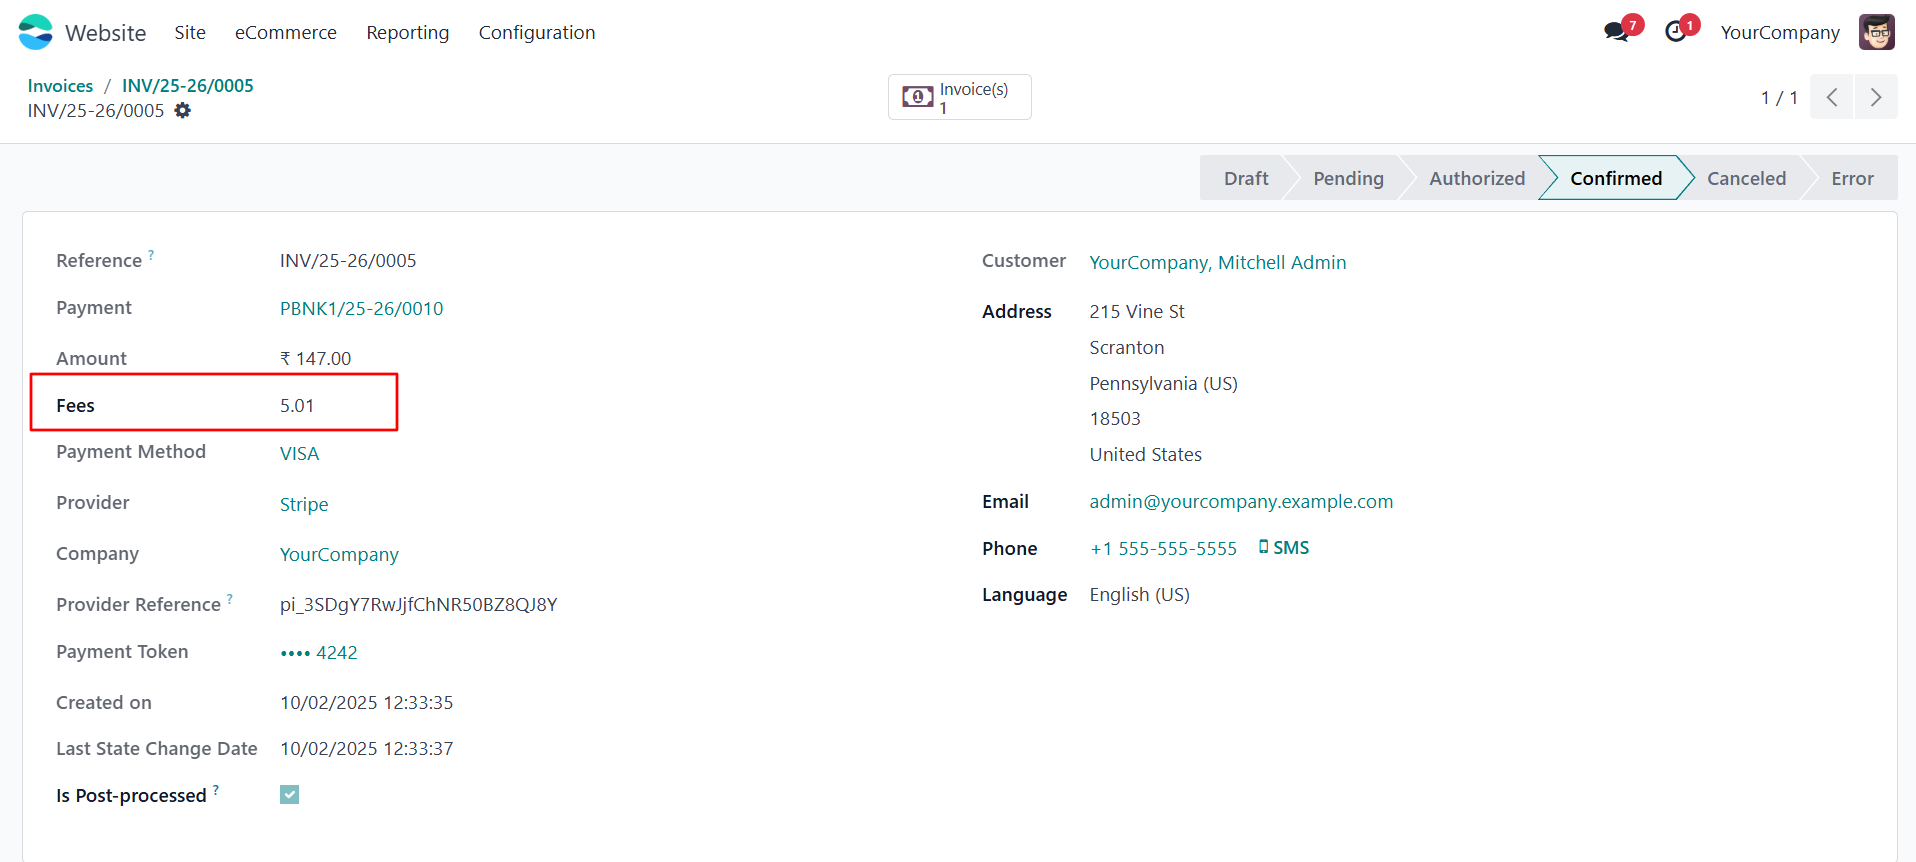 Website Site eCommerce Reporting Configuration 7 1 YourCompany
Invoices / INV/25-26/0005
INV/25-26/0005
Invoice(s)
1
1 / 1
Draft Pending Authorized Confirmed Canceled Error
Reference ? INV/25-26/0005
Payment PBNK1/25-26/0010
Amount ₹ 147.00
Fees 5.01
Payment Method VISA
Provider Stripe
Company YourCompany
Provider Reference ? pi_3SDgY7RwJjfChNR50BZ8QJ8Y
Payment Token •••• 4242
Created on 10/02/2025 12:33:35
Last State Change Date 10/02/2025 12:33:37
Is Post-processed ?
Customer YourCompany, Mitchell Admin
Address 215 Vine St
Scranton
Pennsylvania (US)
18503
United States
Email admin@yourcompany.example.com
Phone +1 555-555-5555 SMS
Language English (US)